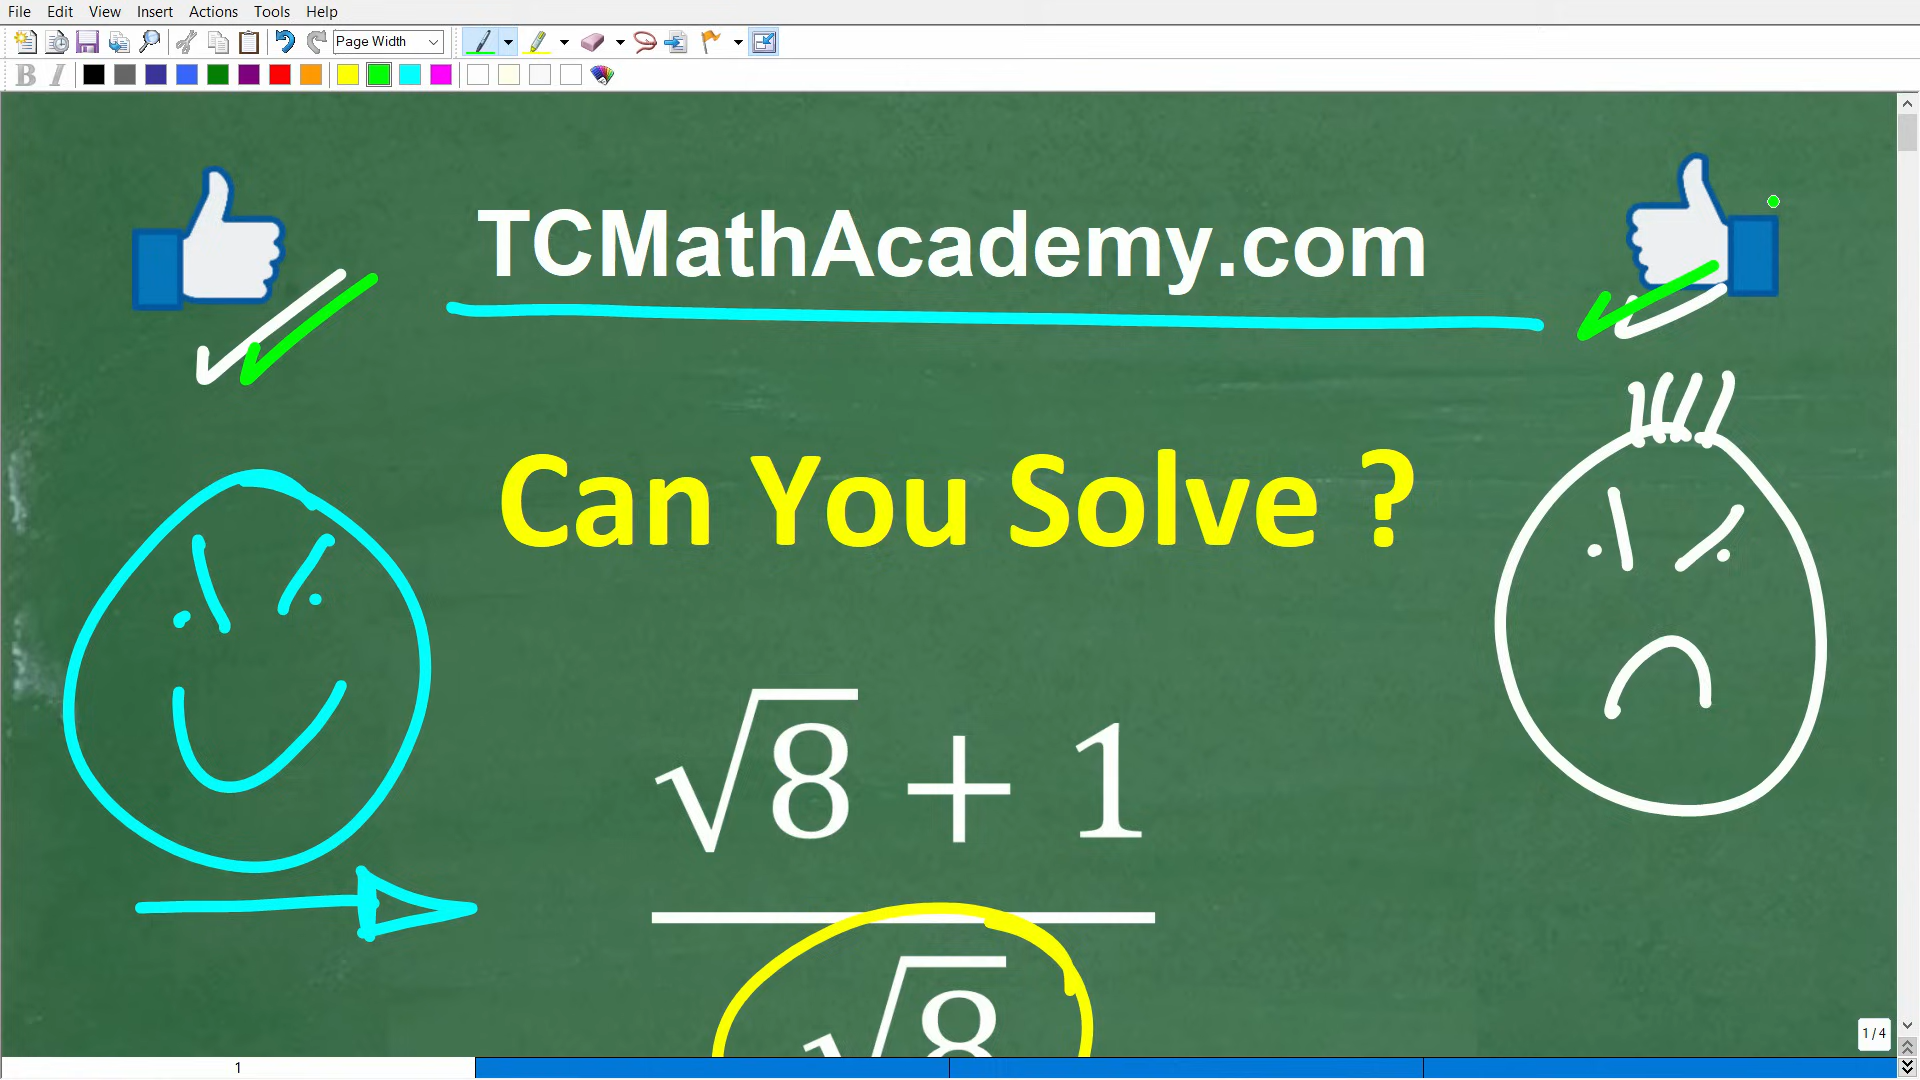 File Edit View Insert Actions Tools Help
Page Width
B I
TCMathAcademy.com
Can You Solve ?
√8 + 1
√8
1 / 4
1